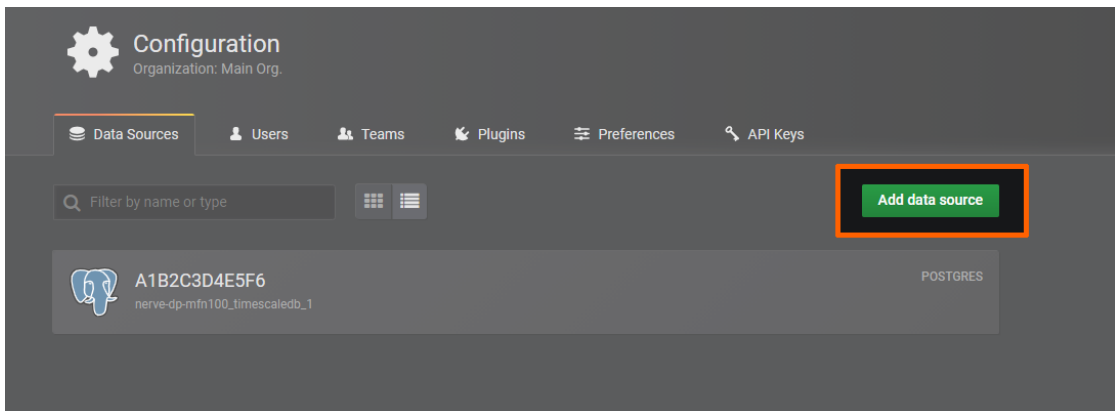 Configuration
Organization: Main Org.
Data Sources Users Teams Plugins Preferences API Keys
Filter by name or type
Add data source
A1B2C3D4E5F6
POSTGRES
nerve-dp-mfn100_timescaledb_1